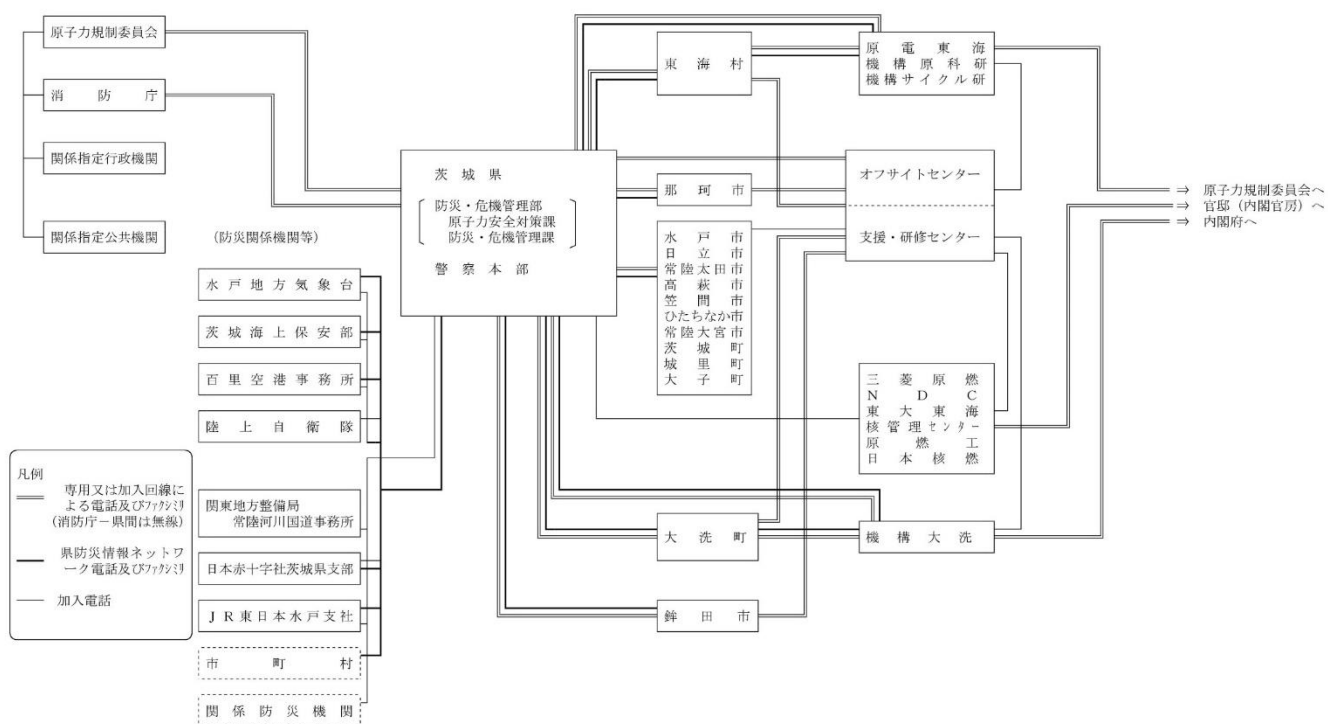 原子力規制委員会
消防庁
関係指定行政機関
関係指定公共機関
(防災関係機関等)
水戸地方気象台
茨城海上保安部
百里空港事務所
陸上自衛隊
関東地方整備局
常陸河川国道事務所
日本赤十字社茨城県支部
JR東日本水戸支社
市町村
関係防災機関
凡例
専用又は加入回線に
よる電話及びファクシミリ
(消防庁-県間は無線)
県防災情報ネットワ
ーク電話及びファクシミリ
加入電話
茨城県
防災・危機管理部
原子力安全対策課
防災・危機管理課
警察本部
東海村
那珂市
水戸市
日立市
常陸太田市
高萩市
笠間市
ひたちなか市
常陸大宮市
茨城町
城里町
大子町
大洗町
鉾田市
原電東海
機構原科研
機構サイクル研
オフサイトセンター
支援・研修センター
三菱原燃
NDC
東大東海
核管理センター
原燃工
日本核燃
機構大洗
⇒ 原子力規制委員会へ
⇒ 官邸(内閣官房)へ
⇒ 内閣府へ